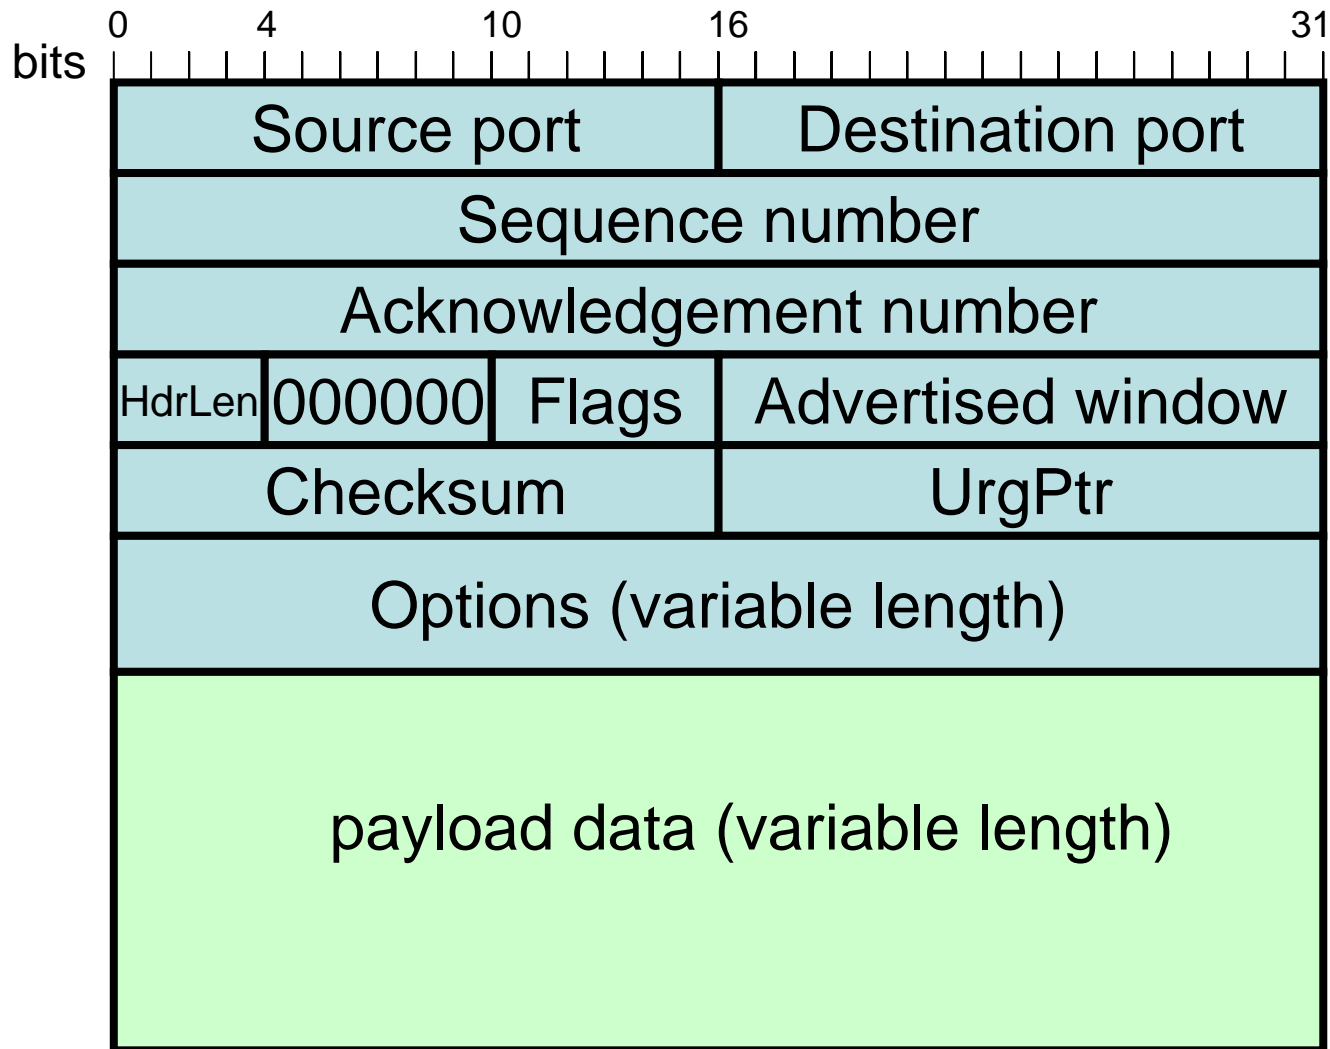 0 4 10 16 31
bits
Source port Destination port
Sequence number
Acknowledgement number
HdrLen 000000 Flags Advertised window
Checksum UrgPtr
Options (variable length)
payload data (variable length)